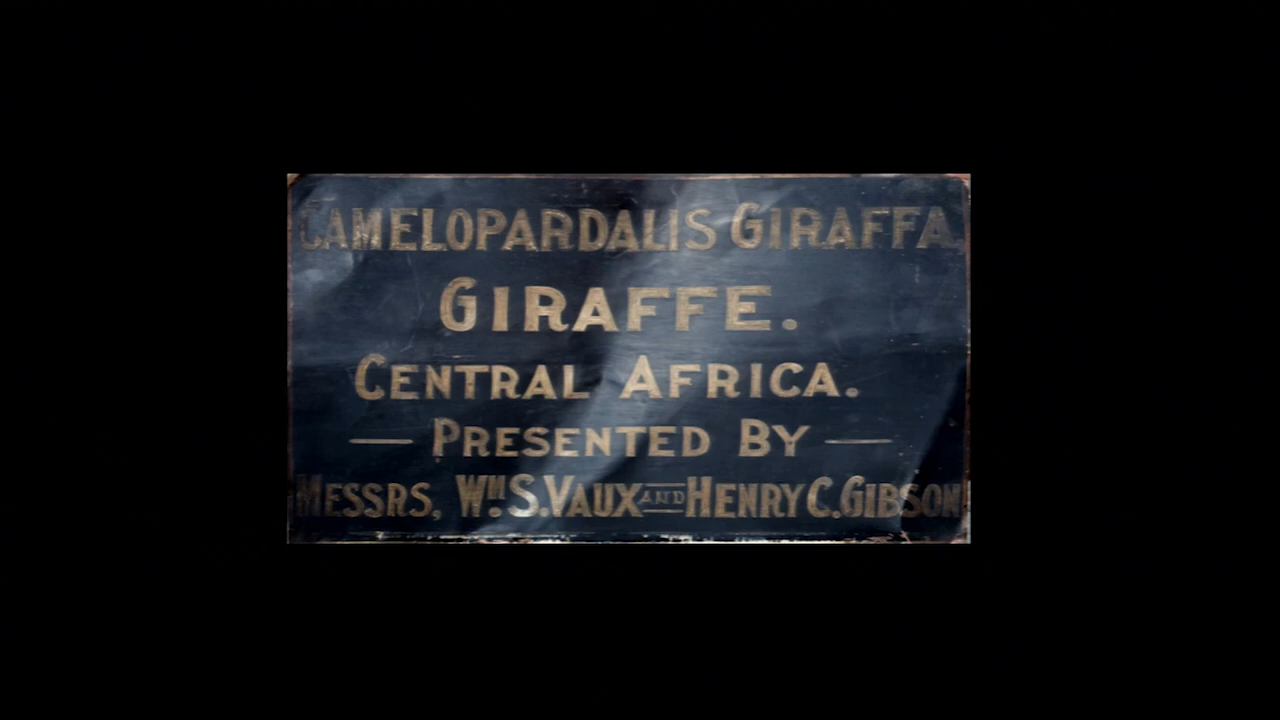 CAMELOPARDALIS GIRAFFA,
GIRAFFE.
CENTRAL AFRICA.
— PRESENTED BY —
MESSRS, WM. S. VAUX AND HENRY C. GIBSON